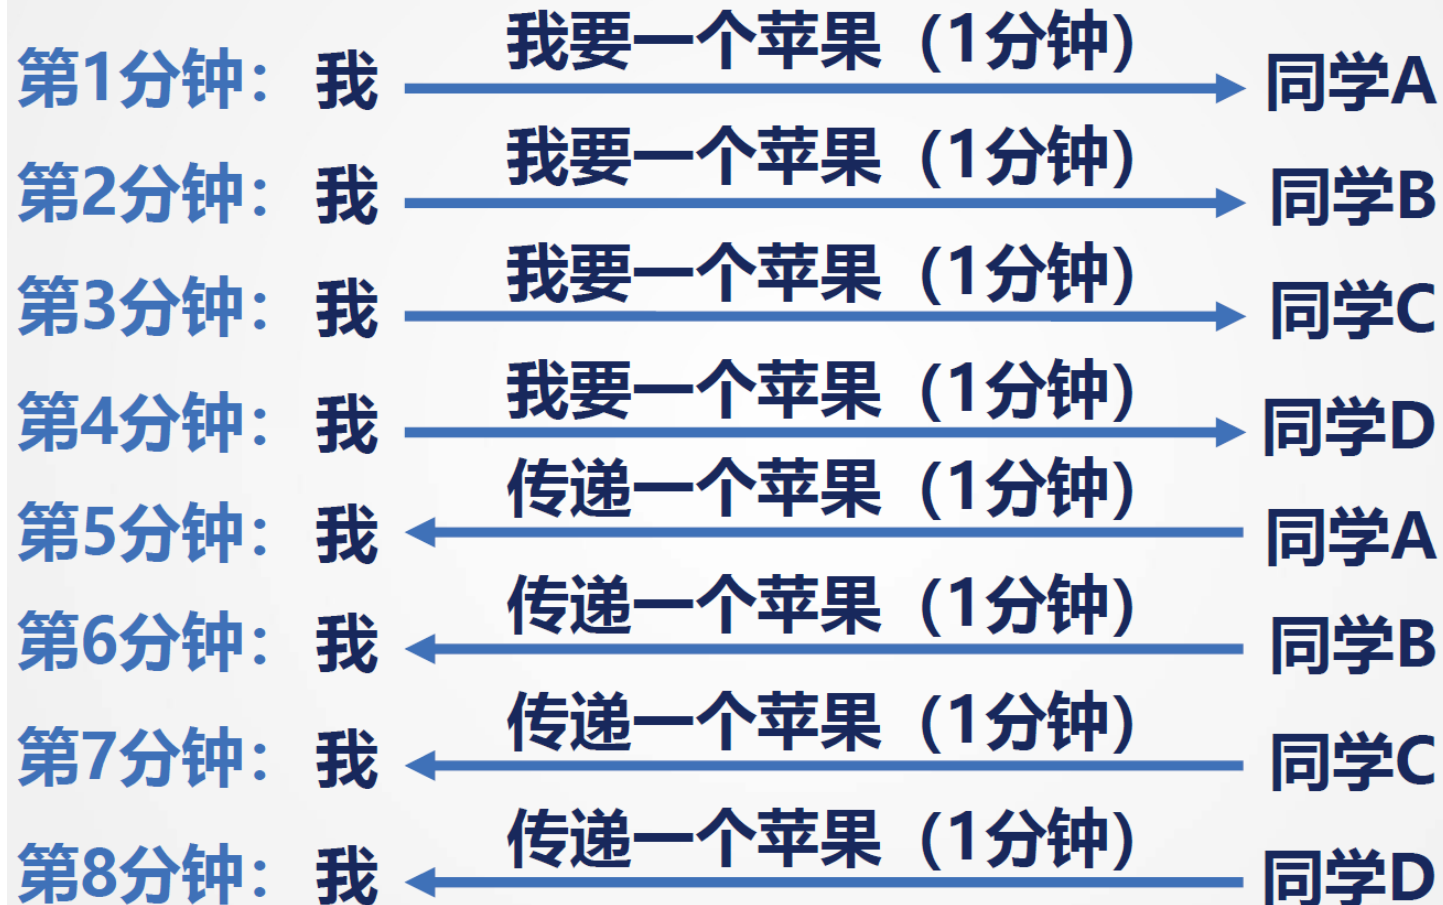 第1分钟：我 我要一个苹果（1分钟） 同学A
第2分钟：我 我要一个苹果（1分钟） 同学B
第3分钟：我 我要一个苹果（1分钟） 同学C
第4分钟：我 我要一个苹果（1分钟） 同学D
第5分钟：我 传递一个苹果（1分钟） 同学A
第6分钟：我 传递一个苹果（1分钟） 同学B
第7分钟：我 传递一个苹果（1分钟） 同学C
第8分钟：我 传递一个苹果（1分钟） 同学D